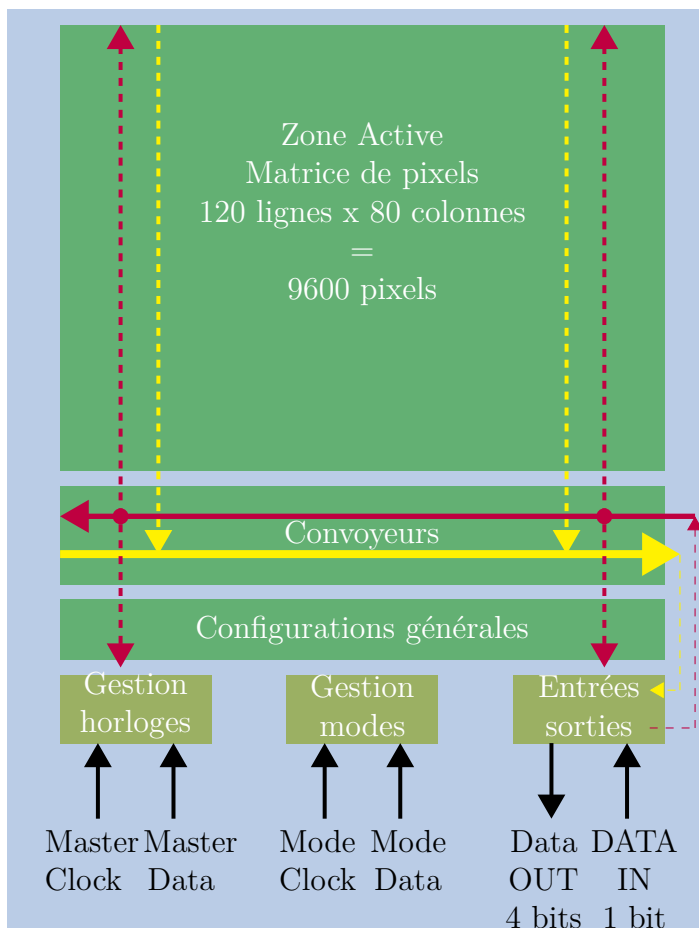 Zone Active
Matrice de pixels
120 lignes x 80 colonnes
=
9600 pixels
Convoyeurs
Configurations générales
Gestion
horloges
Gestion
modes
Entrées
sorties
Master
Clock
Master
Data
Mode
Clock
Mode
Data
Data
OUT
4 bits
DATA
IN
1 bit